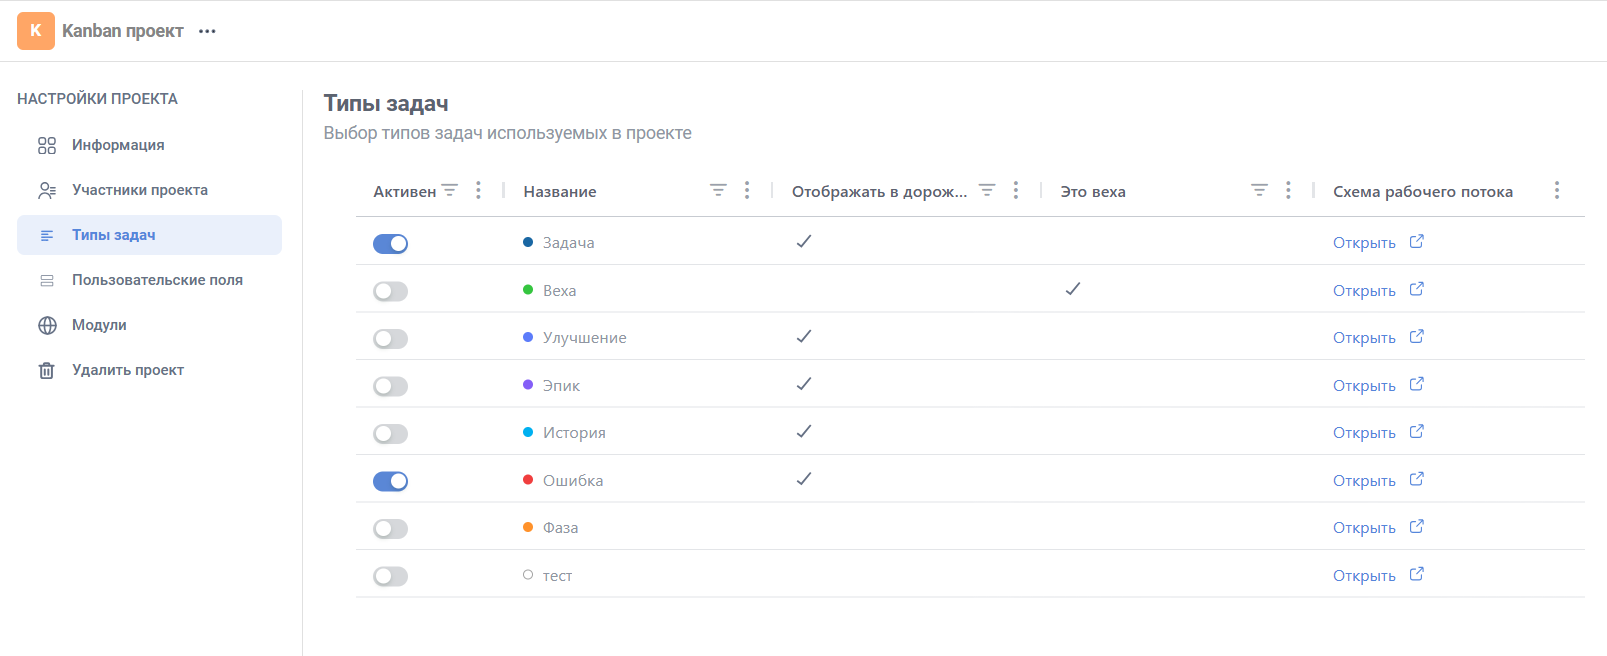 K Kanban проект
НАСТРОЙКИ ПРОЕКТА
Информация
Участники проекта
Типы задач
Пользовательские поля
Модули
Удалить проект
Типы задач
Выбор типов задач используемых в проекте
Активен Название Отображать в дорож... Это веха Схема рабочего потока
Задача Открыть
Веха Открыть
Улучшение Открыть
Эпик Открыть
История Открыть
Ошибка Открыть
Фаза Открыть
тест Открыть